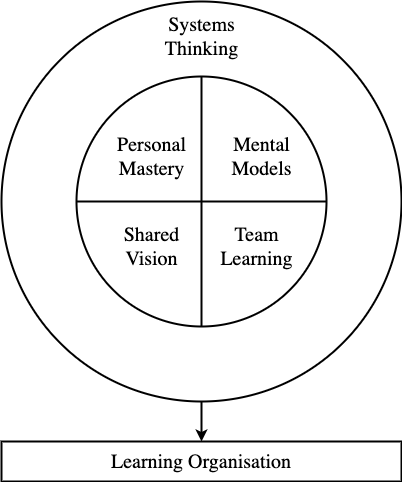 Systems
Thinking
Personal
Mastery
Mental
Models
Shared
Vision
Team
Learning
Learning Organisation